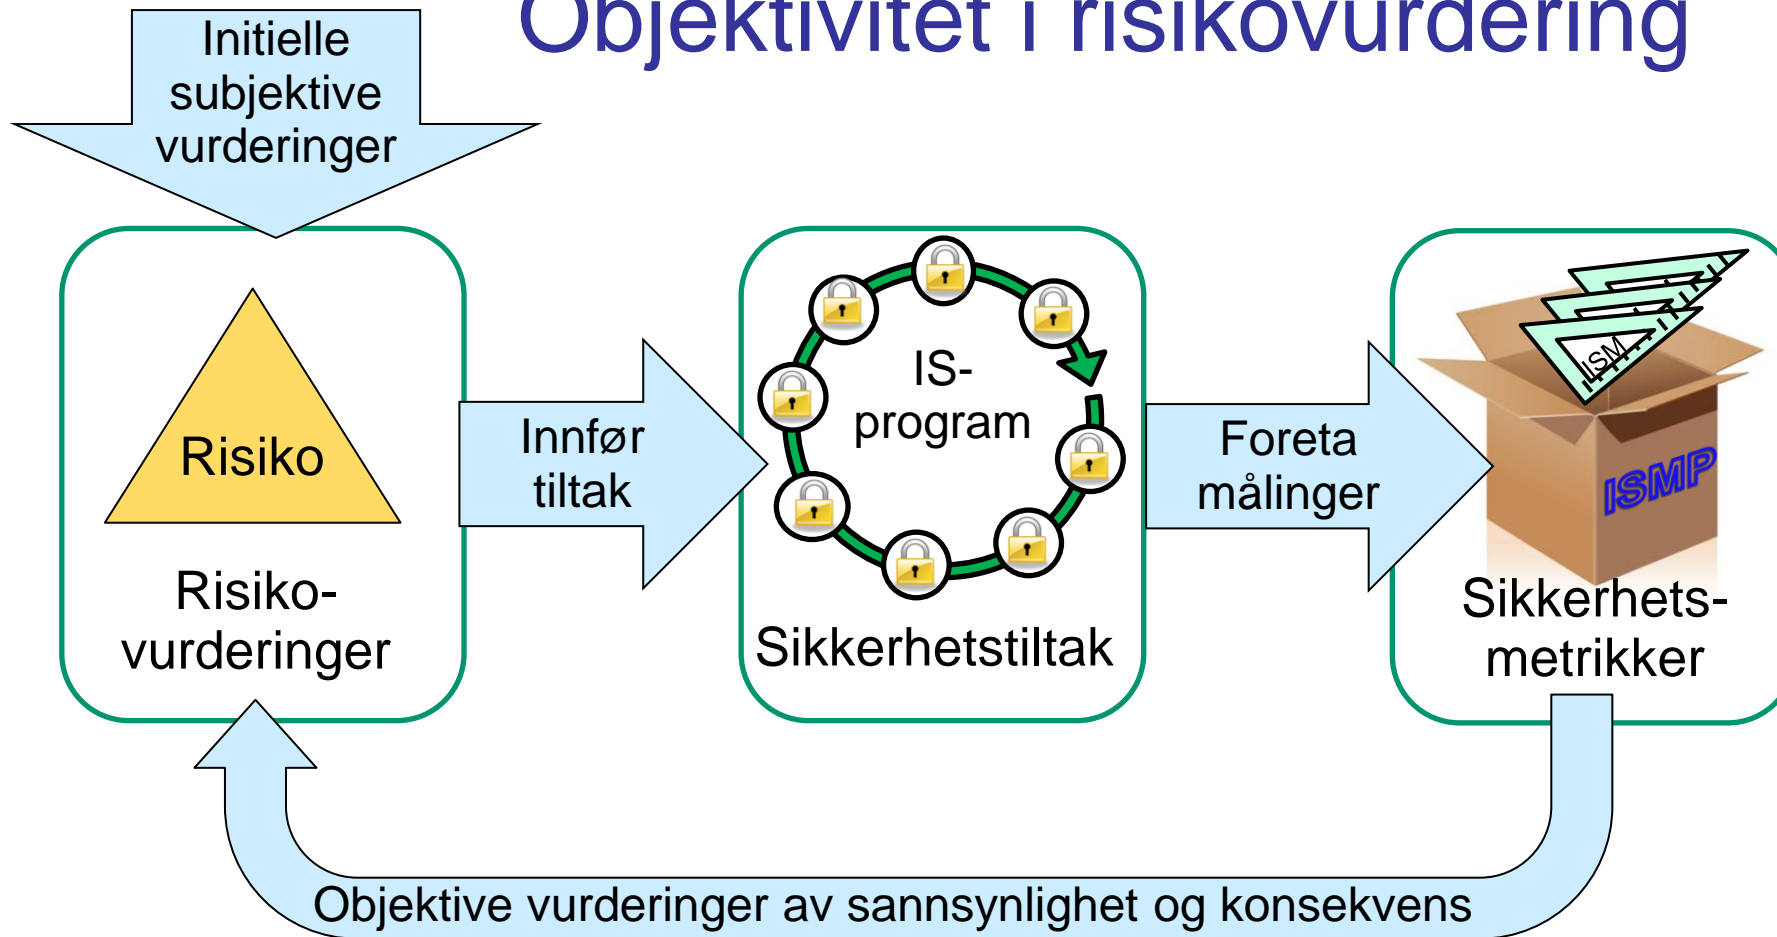 Objektivitet i risikovurdering
Initielle
subjektive
vurderinger
Risiko
Risiko-
vurderinger
Innfør
tiltak
IS-
program
Sikkerhetstiltak
Foreta
målinger
ISM
ISMP
Sikkerhets-
metrikker
Objektive vurderinger av sannsynlighet og konsekvens